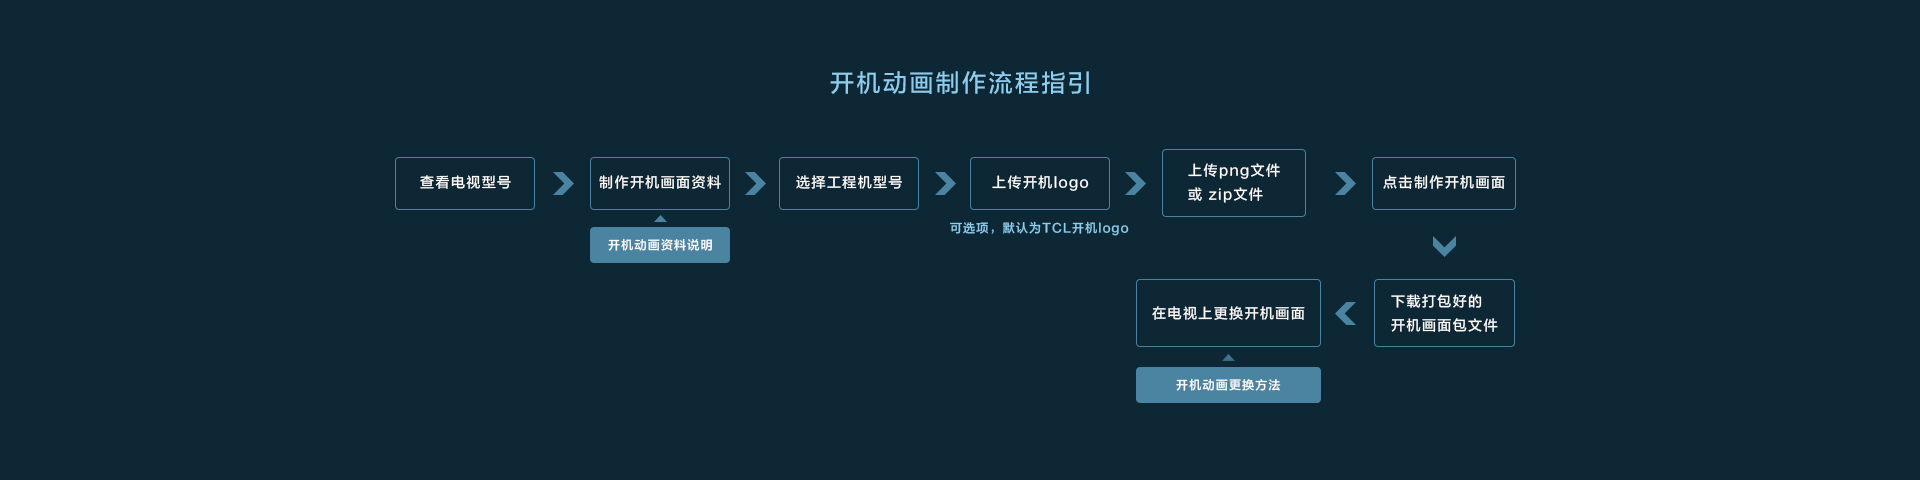 开机动画制作流程指引
查看电视型号
制作开机画面资料
开机动画资料说明
选择工程机型号
上传开机logo
可选项，默认为TCL开机logo
上传png文件
或 zip文件
点击制作开机画面
下载打包好的
开机画面包文件
在电视上更换开机画面
开机动画更换方法